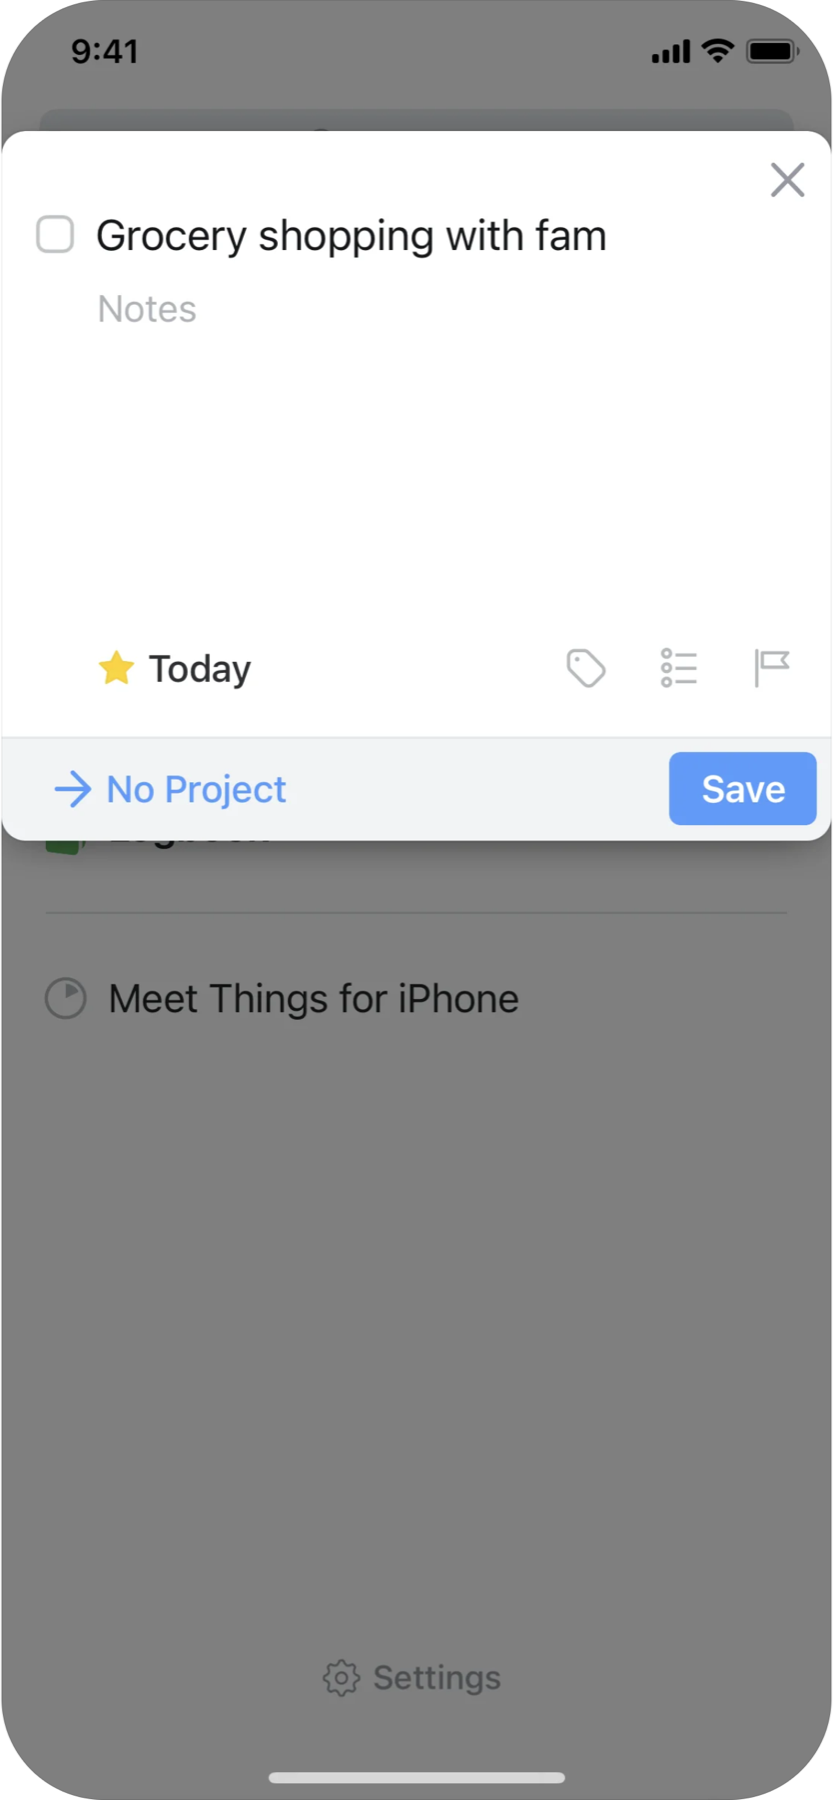 9:41
Grocery shopping with fam
Notes
Today
No Project
Save
Meet Things for iPhone
Settings